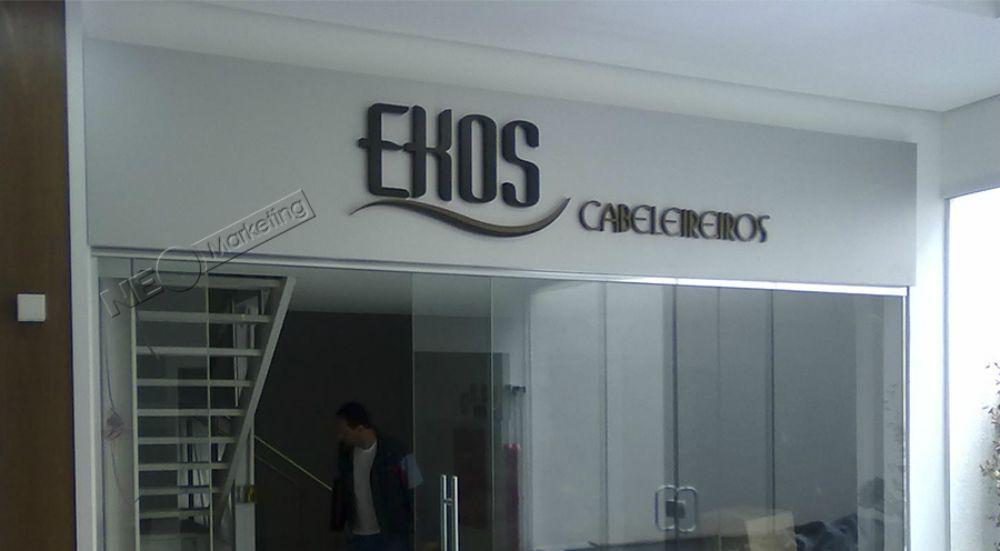 EKOS
CABELEIREIROS
NEO Marketing